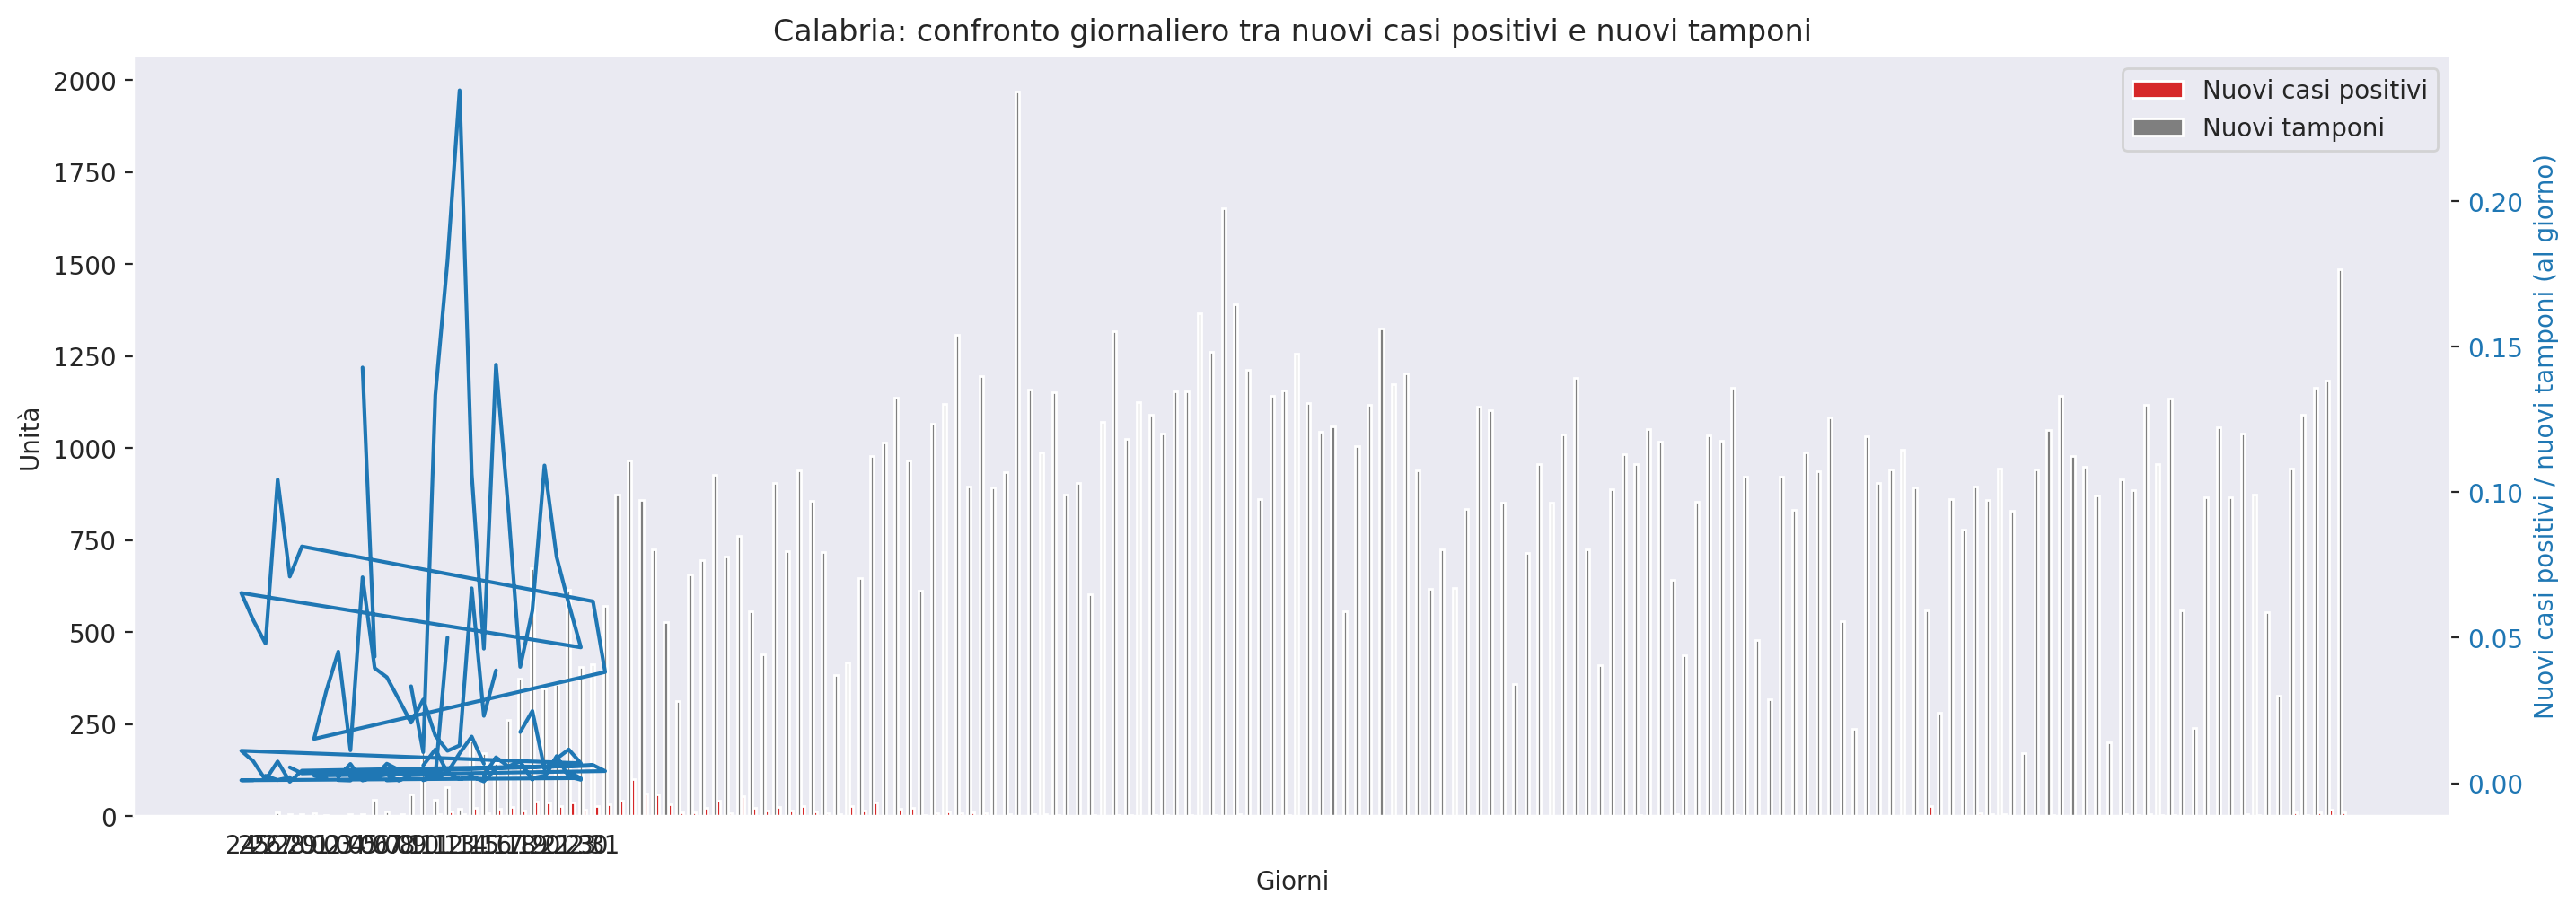 Calabria: confronto giornaliero tra nuovi casi positivi e nuovi tamponi
Nuovi casi positivi
Nuovi tamponi
2000
1750
1500
1250
1000
750
500
250
0
Unità
0.20
0.15
0.10
0.05
0.00
Nuovi casi positivi / nuovi tamponi (al giorno)
Giorni